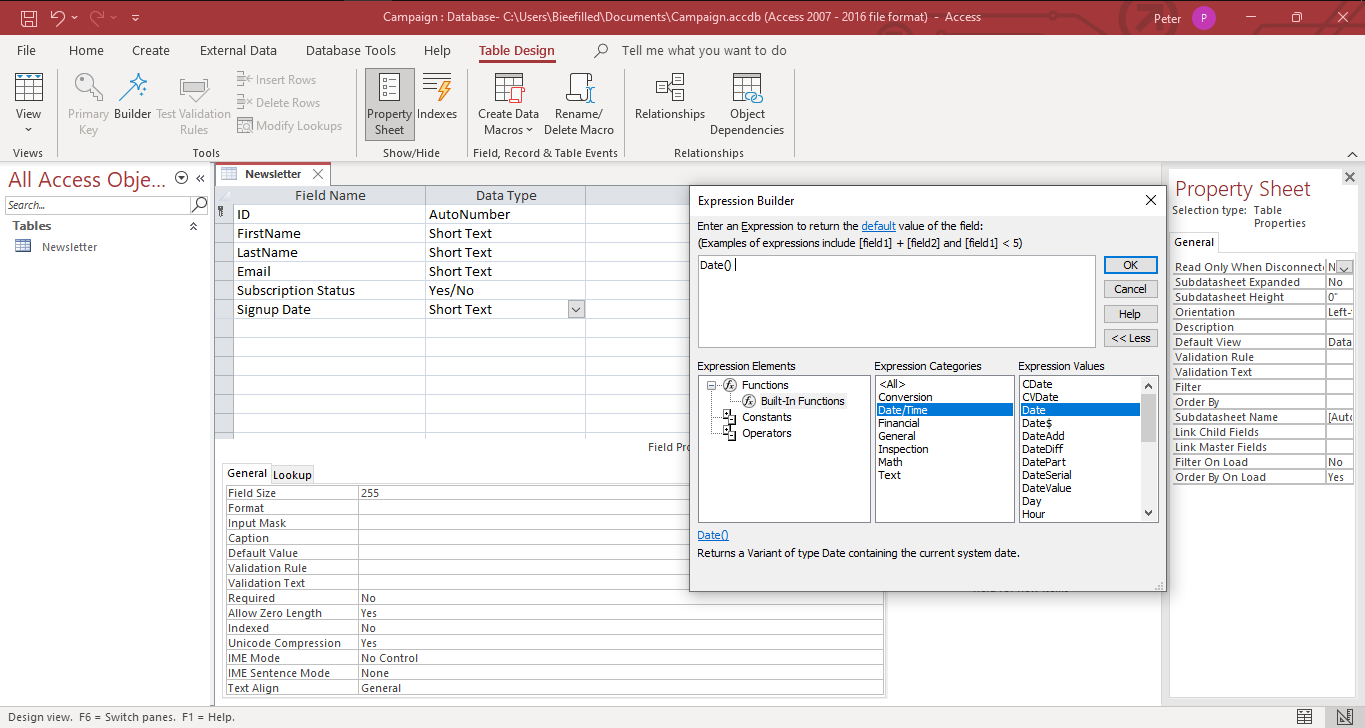 Campaign : Database- C:\Users\Bieefilled\Documents\Campaign.accdb (Access 2007 - 2016 file format) - Access
Peter P
File Home Create External Data Database Tools Help Table Design Tell me what you want to do
View
Views
Primary Key
Builder
Test Validation Rules
Insert Rows
Delete Rows
Modify Lookups
Tools
Property Sheet
Indexes
Show/Hide
Create Data Macros
Rename/ Delete Macro
Field, Record & Table Events
Relationships
Object Dependencies
Relationships
All Access Obje...
Search...
Tables
Newsletter
Newsletter
Field Name Data Type
ID AutoNumber
FirstName Short Text
LastName Short Text
Email Short Text
Subscription Status Yes/No
Signup Date Short Text
Field Pro
General Lookup
Field Size 255
Format
Input Mask
Caption
Default Value
Validation Rule
Validation Text
Required No
Allow Zero Length Yes
Indexed No
Unicode Compression Yes
IME Mode No Control
IME Sentence Mode None
Text Align General
Expression Builder
Enter an Expression to return the default value of the field:
(Examples of expressions include [field1] + [field2] and [field1] < 5)
Date()
OK
Cancel
Help
<< Less
Expression Elements
Functions
Built-In Functions
Constants
Operators
Expression Categories
<All>
Conversion
Date/Time
Financial
General
Inspection
Math
Text
Expression Values
CDate
CVDate
Date
Date$
DateAdd
DateDiff
DatePart
DateSerial
DateValue
Day
Hour
Date()
Returns a Variant of type Date containing the current system date.
Property Sheet
Selection type: Table Properties
General
Read Only When Disconnecte N
Subdatasheet Expanded No
Subdatasheet Height 0"
Orientation Left-
Description
Default View Data
Validation Rule
Validation Text
Filter
Order By
Subdatasheet Name [Auto
Link Child Fields
Link Master Fields
Filter On Load No
Order By On Load Yes
Design view. F6 = Switch panes. F1 = Help.